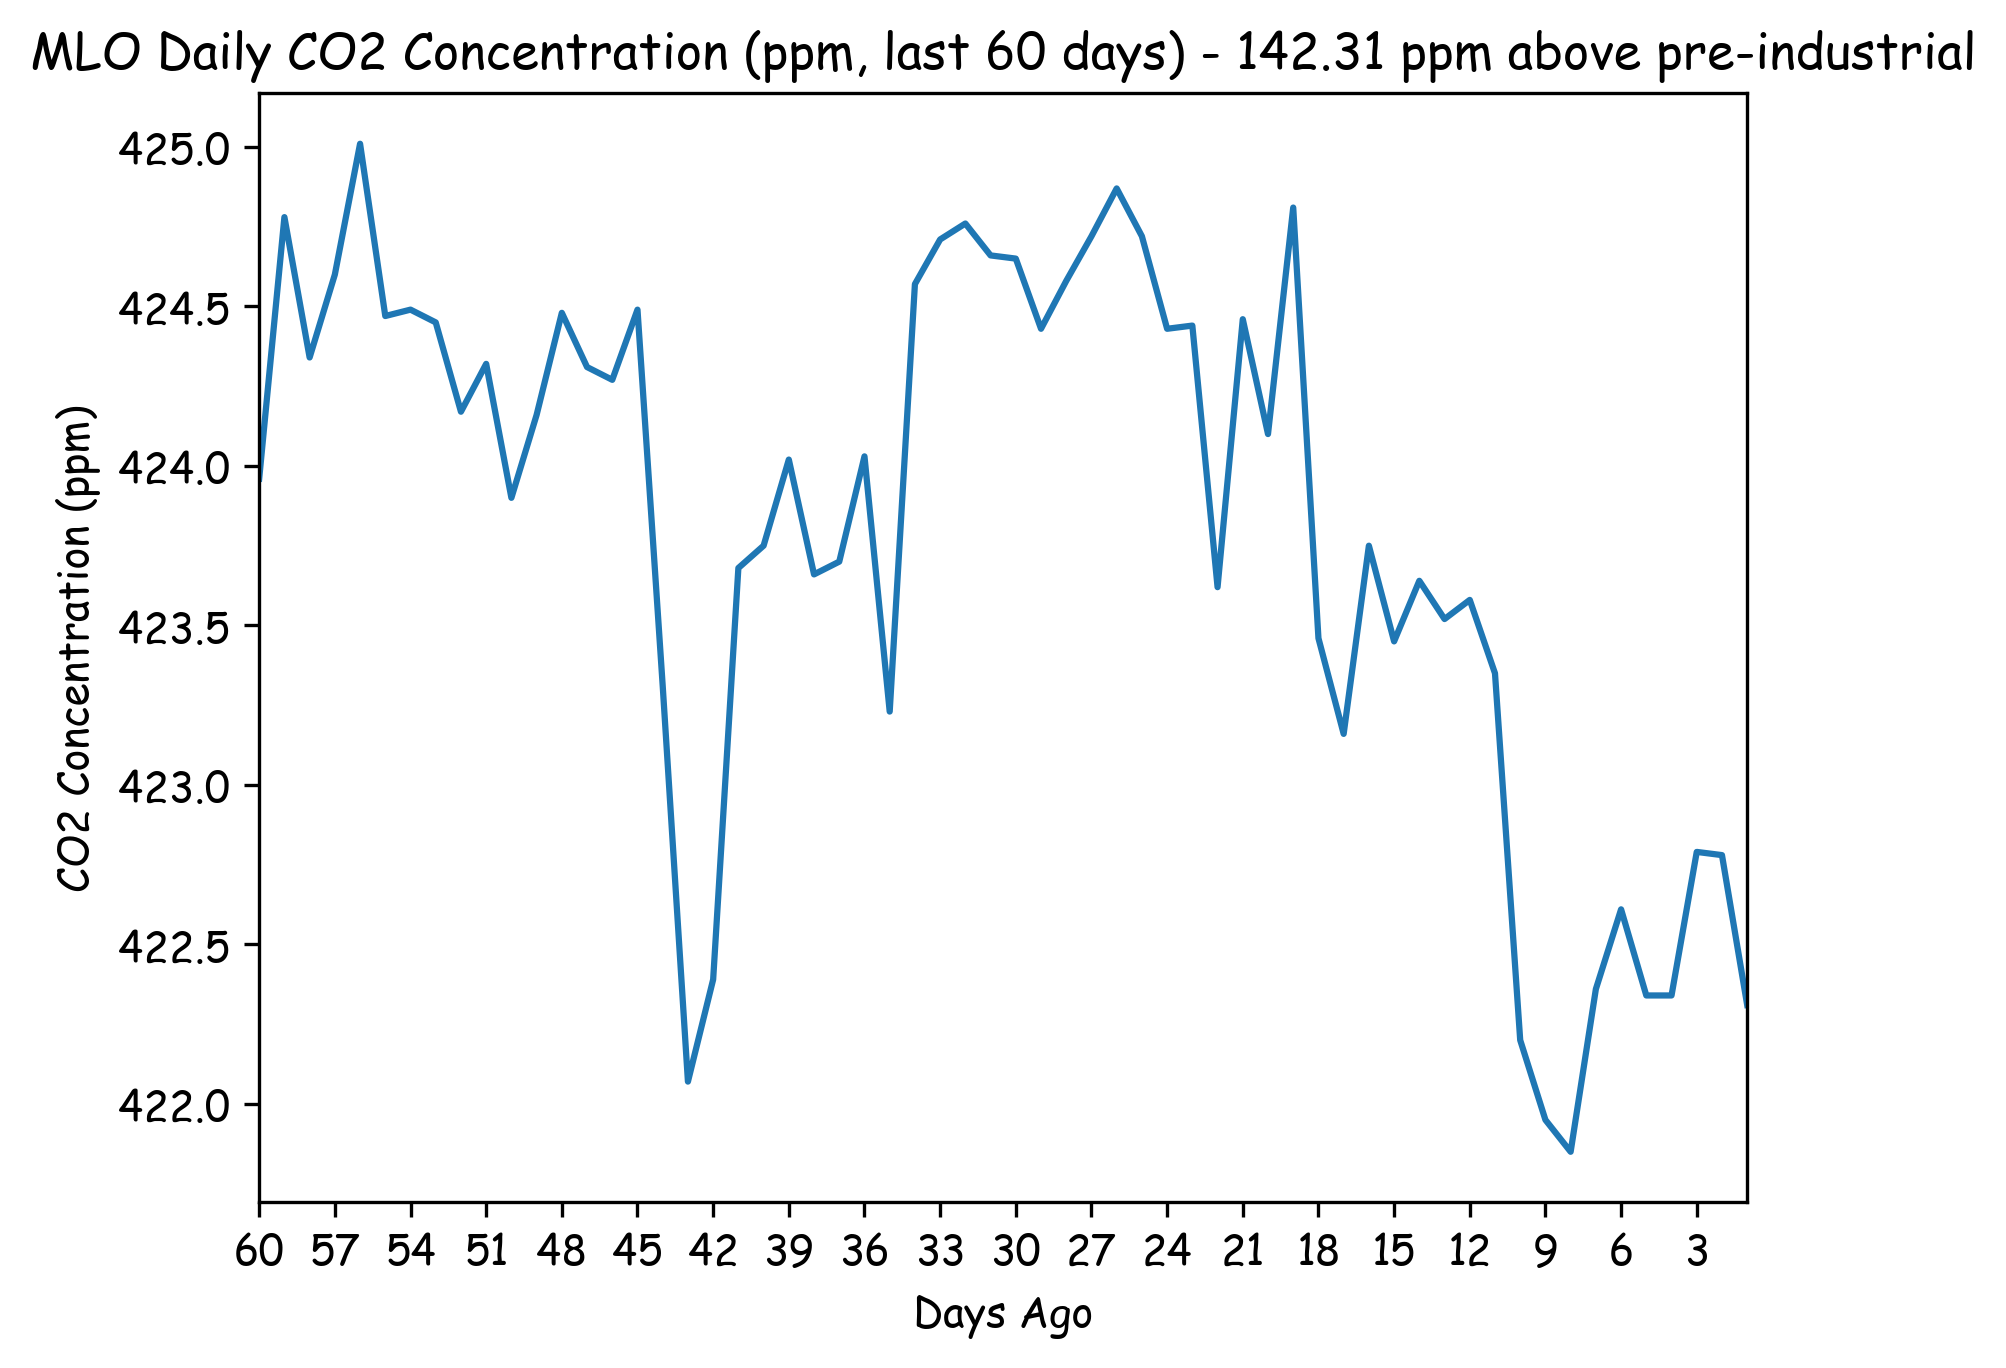 MLO Daily CO2 Concentration (ppm, last 60 days) - 142.31 ppm above pre-industrial
CO2 Concentration (ppm)
425.0
424.5
424.0
423.5
423.0
422.5
422.0
60 57 54 51 48 45 42 39 36 33 30 27 24 21 18 15 12 9 6 3
Days Ago